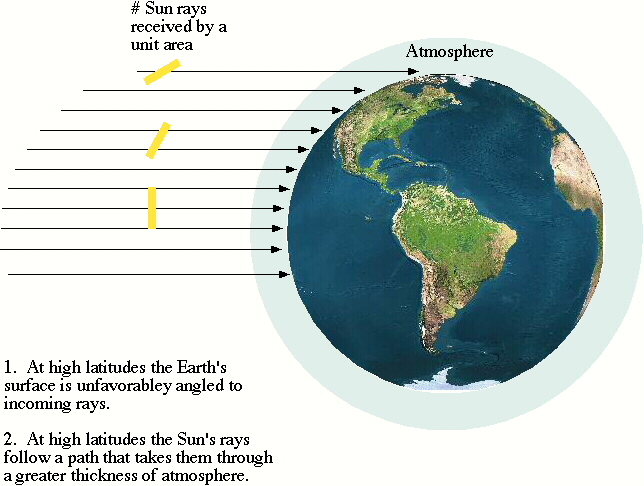 # Sun rays
received by a
unit area
Atmosphere
1.  At high latitudes the Earth's
surface is unfavorabley angled to
incoming rays.
2.  At high latitudes the Sun's rays
follow a path that takes them through
a greater thickness of atmosphere.